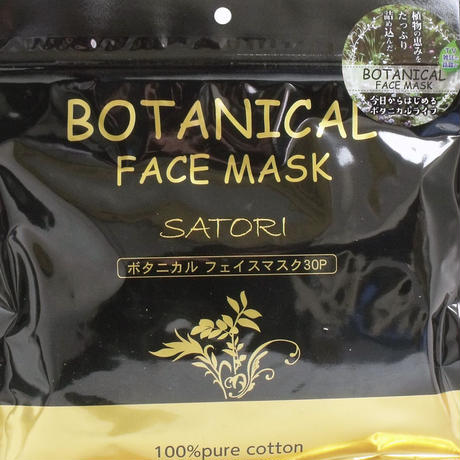 BOTANICAL
FACE MASK
SATORI
ボタニカル フェイスマスク30P
100%pure cotton
植物の恵みを
たっぷり
詰め込んだ
BOTANICAL
FACE MASK
今日からはじめる
ボタニカルライフ